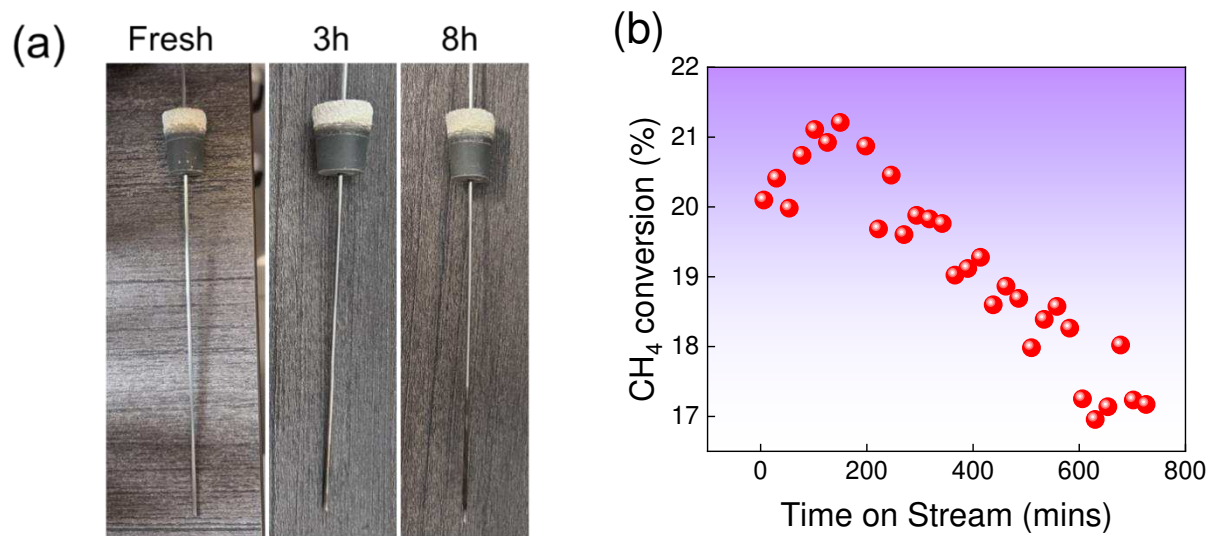 (a)
Fresh 3h 8h
(b)
22
21
20
19
18
17
CH₄ conversion (%)
0 200 400 600 800
Time on Stream (mins)